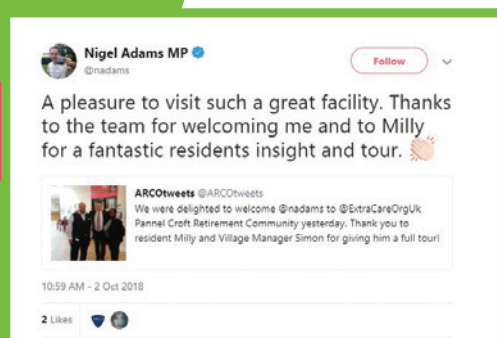 Nigel Adams MP
@nadams
Follow
A pleasure to visit such a great facility. Thanks
to the team for welcoming me and to Milly
for a fantastic residents insight and tour. 👏🏻
ARCOtweets @ARCOtweets
We were delighted to welcome @nadams to @ExtraCareOrgUk
Pannel Croft Retirement Community yesterday. Thank you to
resident Milly and Village Manager Simon for giving him a full tour!
10:59 AM - 2 Oct 2018
2 Likes